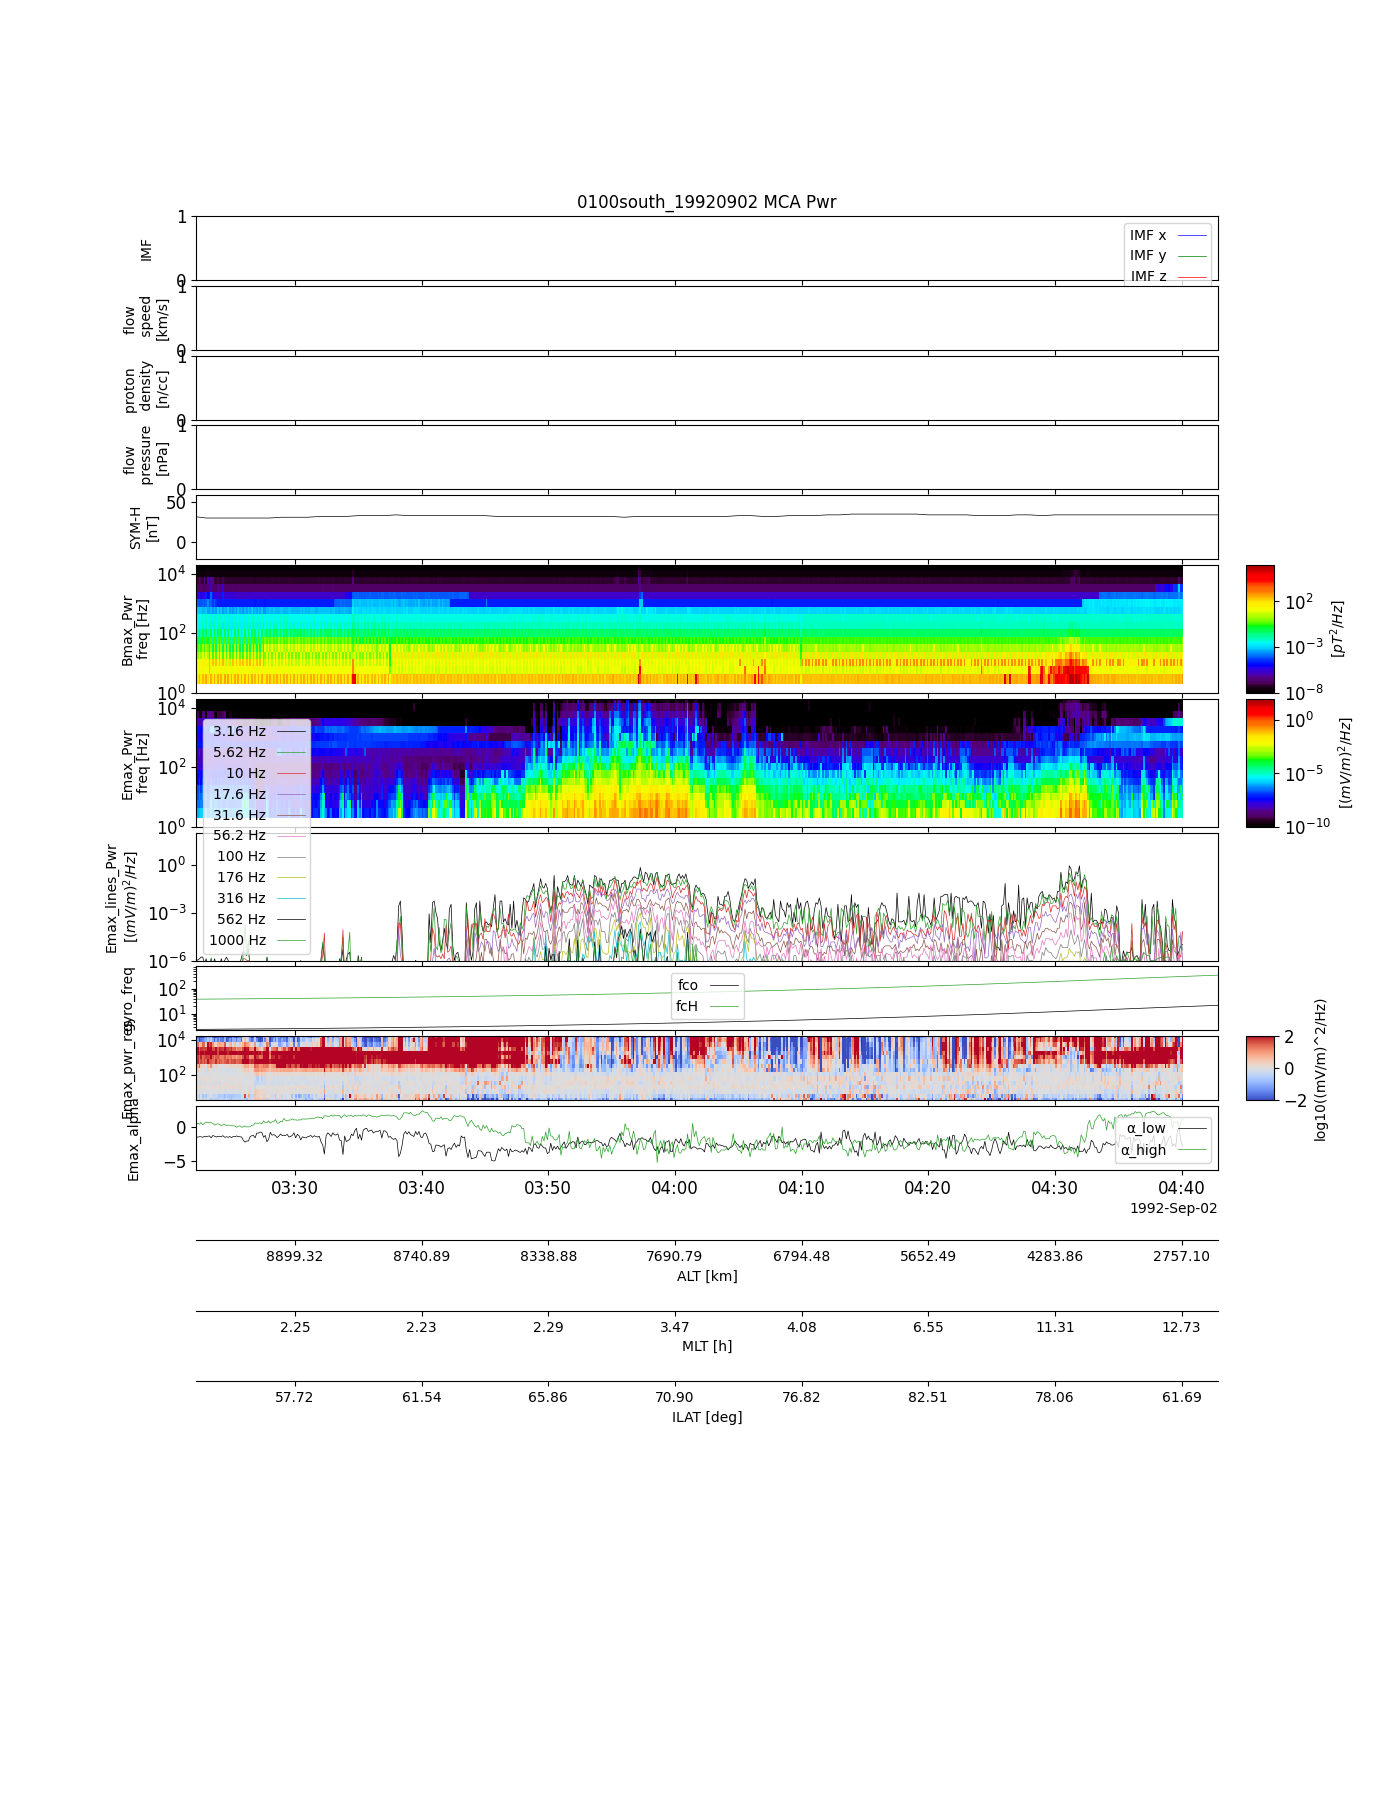 0100south_19920902 MCA Pwr
1
0
IMF
IMF x
IMF y
IMF z
1
0
flow
speed
[km/s]
1
0
proton
density
[n/cc]
1
0
flow
pressure
[nPa]
50
0
SYM-H
[nT]
10^4
10^2
10^0
Bmax_Pwr
freq [Hz]
10^2
10^-3
10^-8
[pT^2/Hz]
10^4
10^2
10^0
Emax_Pwr
freq [Hz]
10^0
10^-5
10^-10
[(mV/m)^2/Hz]
3.16 Hz
5.62 Hz
10 Hz
17.6 Hz
31.6 Hz
56.2 Hz
100 Hz
176 Hz
316 Hz
562 Hz
1000 Hz
10^0
10^-3
10^-6
Emax_lines_Pwr
[(mV/m)^2/Hz]
10^2
10^1
fco
fcH
10^4
10^2
2
0
−2
log10((mV/m)^2/Hz)
0
−5
Emax_alpha
α_low
α_high
03:30 03:40 03:50 04:00 04:10 04:20 04:30 04:40
1992-Sep-02
8899.32 8740.89 8338.88 7690.79 6794.48 5652.49 4283.86 2757.10
ALT [km]
2.25 2.23 2.29 3.47 4.08 6.55 11.31 12.73
MLT [h]
57.72 61.54 65.86 70.90 76.82 82.51 78.06 61.69
ILAT [deg]